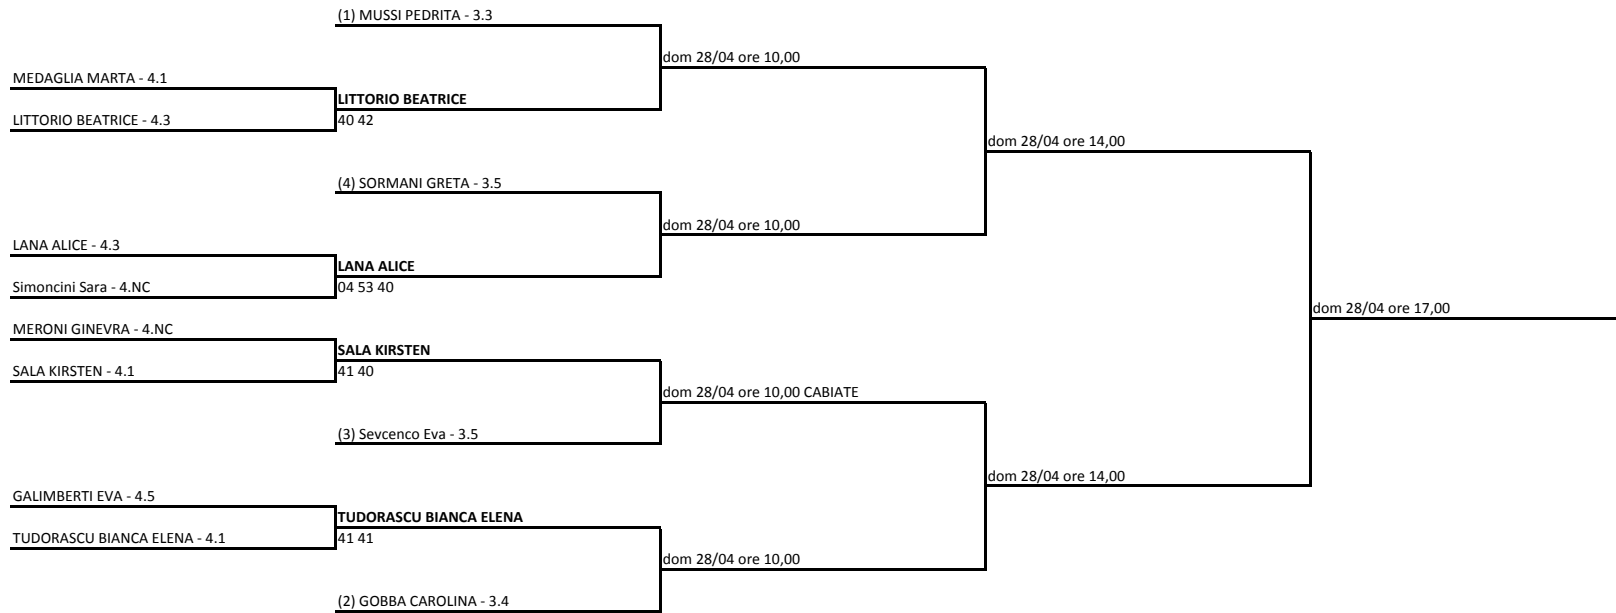 (1) MUSSI PEDRITA - 3.3
dom 28/04 ore 10,00
MEDAGLIA MARTA - 4.1
LITTORIO BEATRICE
LITTORIO BEATRICE - 4.3
40 42
dom 28/04 ore 14,00
(4) SORMANI GRETA - 3.5
dom 28/04 ore 10,00
LANA ALICE - 4.3
LANA ALICE
Simoncini Sara - 4.NC
04 53 40
dom 28/04 ore 17,00
MERONI GINEVRA - 4.NC
SALA KIRSTEN
SALA KIRSTEN - 4.1
41 40
dom 28/04 ore 10,00 CABIATE
(3) Sevcenco Eva - 3.5
dom 28/04 ore 14,00
GALIMBERTI EVA - 4.5
TUDORASCU BIANCA ELENA
TUDORASCU BIANCA ELENA - 4.1
41 41
dom 28/04 ore 10,00
(2) GOBBA CAROLINA - 3.4